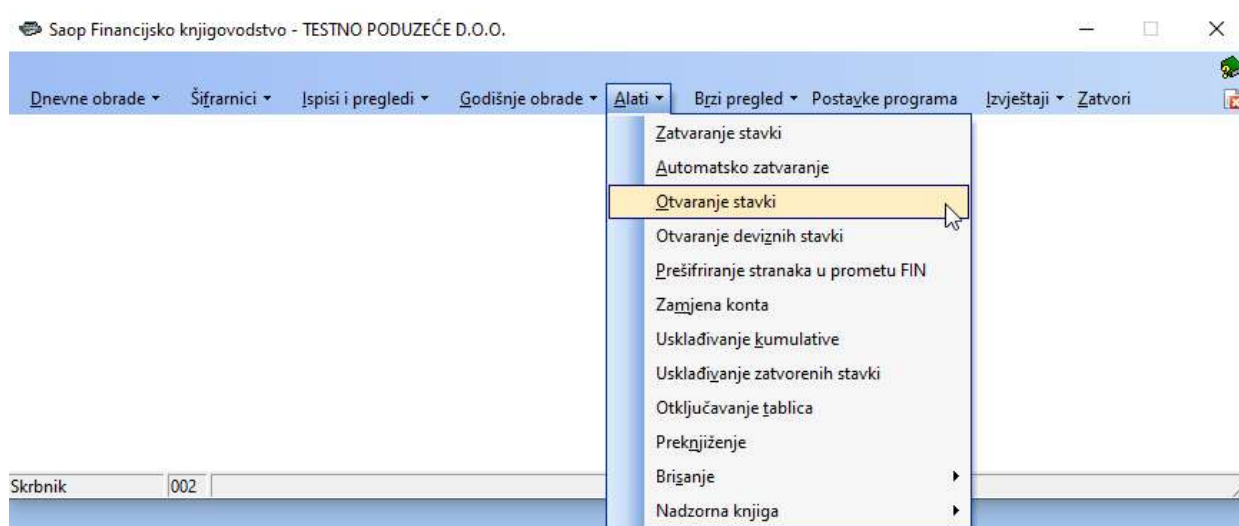 Saop Financijsko knjigovodstvo - TESTNO PODUZEĆE D.O.O.
Dnevne obrade Šifrarnici Ispisi i pregledi Godišnje obrade Alati Brzi pregled Postavke programa Izvještaji Zatvori
Zatvaranje stavki
Automatsko zatvaranje
Otvaranje stavki
Otvaranje deviznih stavki
Prešifriranje stranaka u prometu FIN
Zamjena konta
Usklađivanje kumulative
Usklađivanje zatvorenih stavki
Otključavanje tablica
Preknjiženje
Brisanje
Nadzorna knjiga
Skrbnik 002